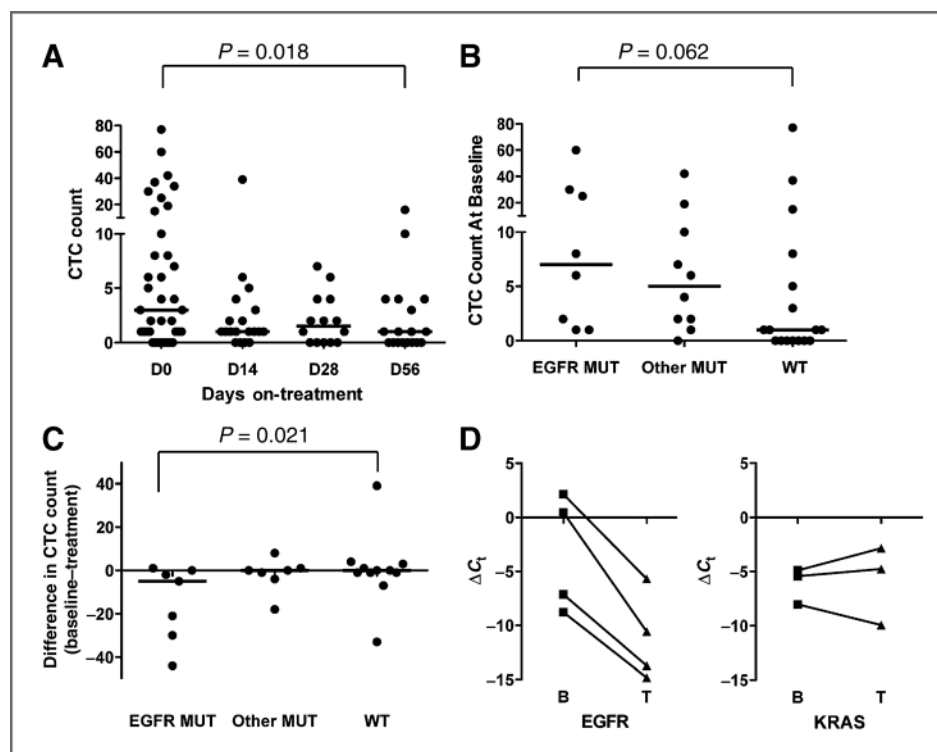 A
P = 0.018
CTC count
80
60
40
20
10
5
0
D0 D14 D28 D56
Days on-treatment
B
P = 0.062
CTC Count At Baseline
80
60
40
20
10
5
0
EGFR MUT Other MUT WT
C
P = 0.021
Difference in CTC count
(baseline–treatment)
40
20
0
–20
–40
EGFR MUT Other MUT WT
D
ΔCt
5
0
–5
–10
–15
B T
EGFR
ΔCt
5
0
–5
–10
–15
B T
KRAS